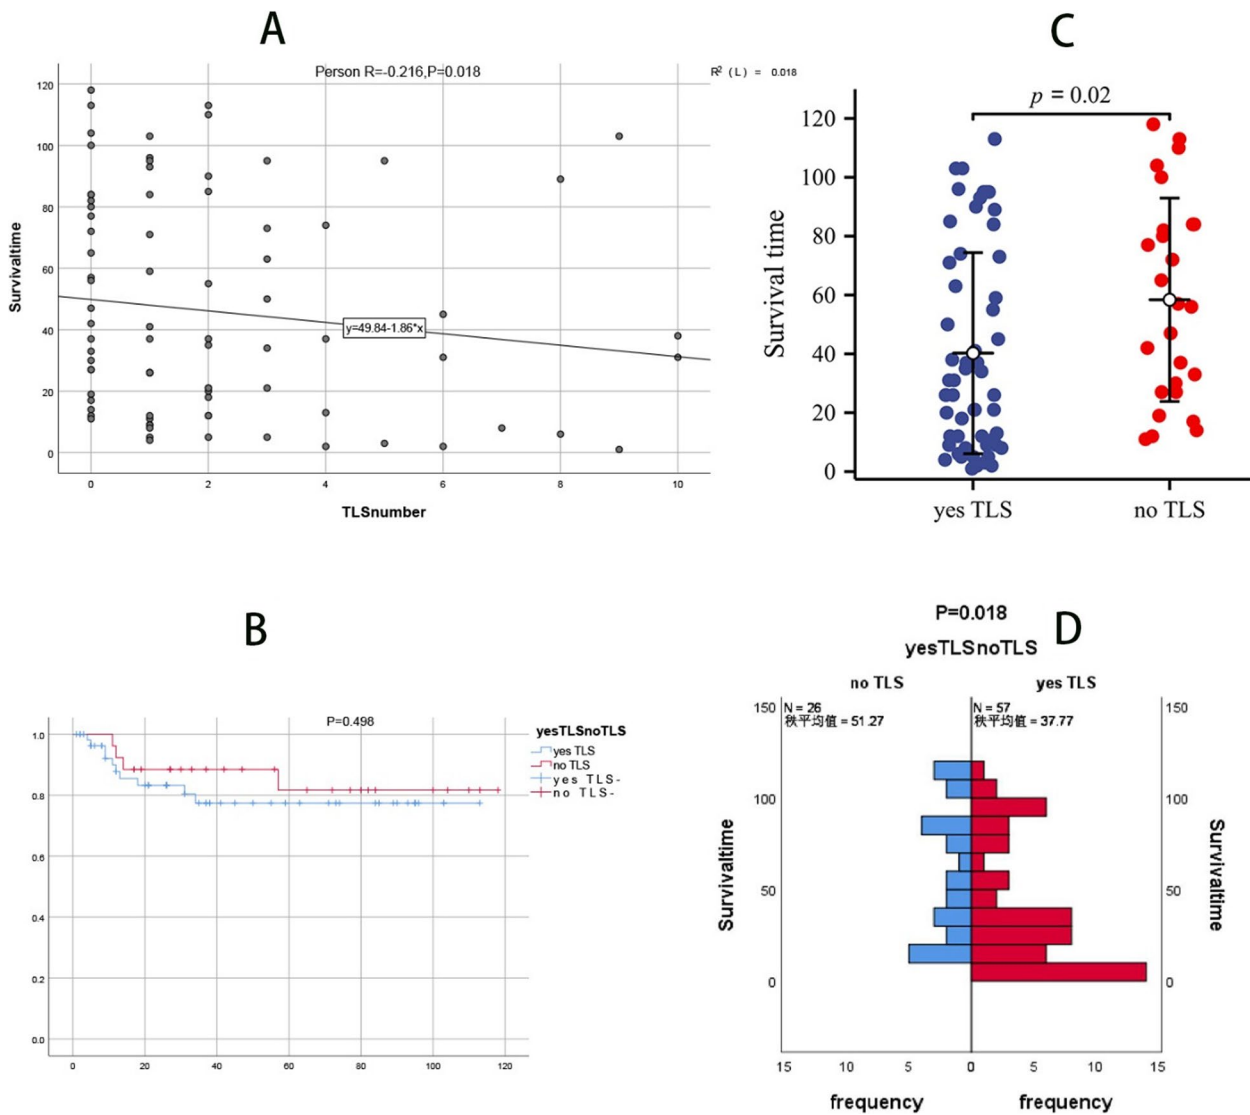 A
Person R=-0.216,P=0.018
R² (L) = 0.018
120
100
80
60
40
20
0
Survivaltime
y=49.84-1.86*x
0 2 4 6 8 10
TLSnumber
C
p = 0.02
120
100
80
60
40
20
0
Survival time
yes TLS no TLS
B
P=0.498
1.0
0.8
0.6
0.4
0.2
0.0
0 20 40 60 80 100 120
yesTLSnoTLS
yes TLS
no TLS
yes TLS-
no TLS-
P=0.018
D
yesTLSnoTLS
no TLS yes TLS
N = 26
秩平均值 = 51.27
N = 57
秩平均值 = 37.77
150
100
50
0
Survivaltime
150
100
50
0
Survivaltime
15 10 5 0 5 10 15
frequency frequency